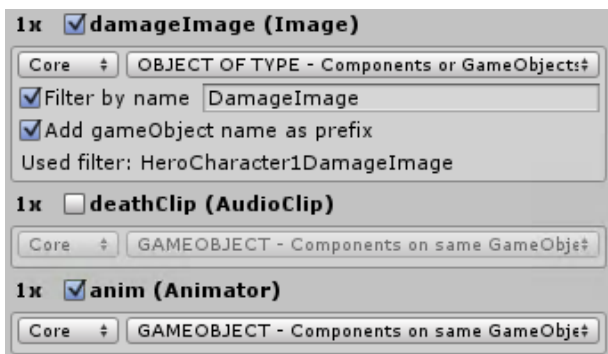 1x damageImage (Image)
Core OBJECT OF TYPE - Components or GameObjects
Filter by name DamageImage
Add gameObject name as prefix
Used filter: HeroCharacter1DamageImage
1x deathClip (AudioClip)
Core GAMEOBJECT - Components on same GameObje
1x anim (Animator)
Core GAMEOBJECT - Components on same GameObje